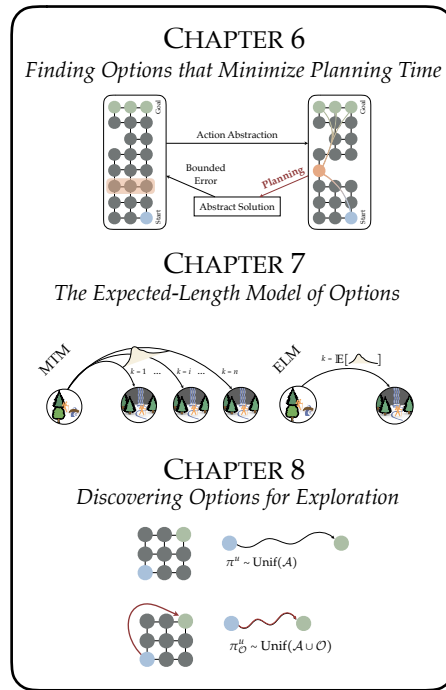 CHAPTER 6
Finding Options that Minimize Planning Time
Goal
Start
Action Abstraction
Bounded
Error
Planning
Abstract Solution
Goal
Start
CHAPTER 7
The Expected-Length Model of Options
MTM
k = 1 ... k = i ... k = n
ELM
k = 𝔼[ ]
CHAPTER 8
Discovering Options for Exploration
πᵘ ~ Unif(𝒜)
π𝒪ᵘ ~ Unif(𝒜 ∪ 𝒪)